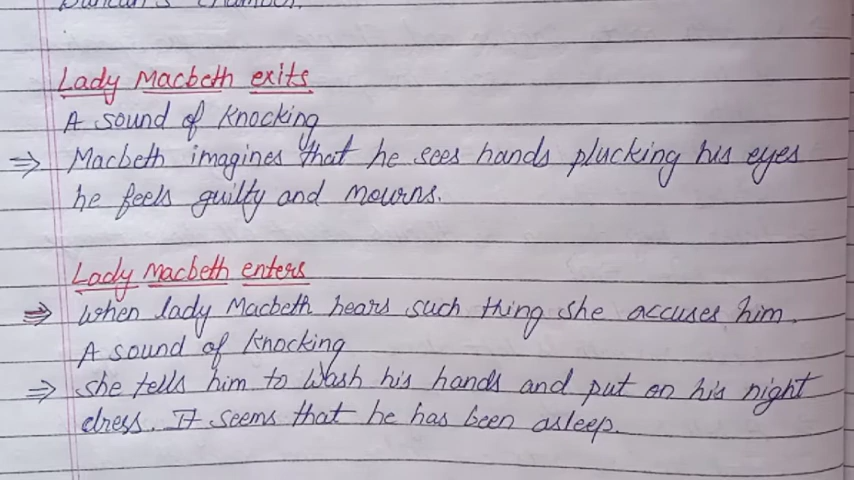 Duncan's chamber.
Lady Macbeth exits
A sound of Knocking
⇒ Macbeth imagines that he sees hands plucking his eyes
he feels guilty and mourns.
Lady Macbeth enters
⇒ When lady Macbeth hears such thing she accuses him.
A sound of Knocking
⇒ She tells him to wash his hands and put on his night
dress. It seems that he has been asleep.